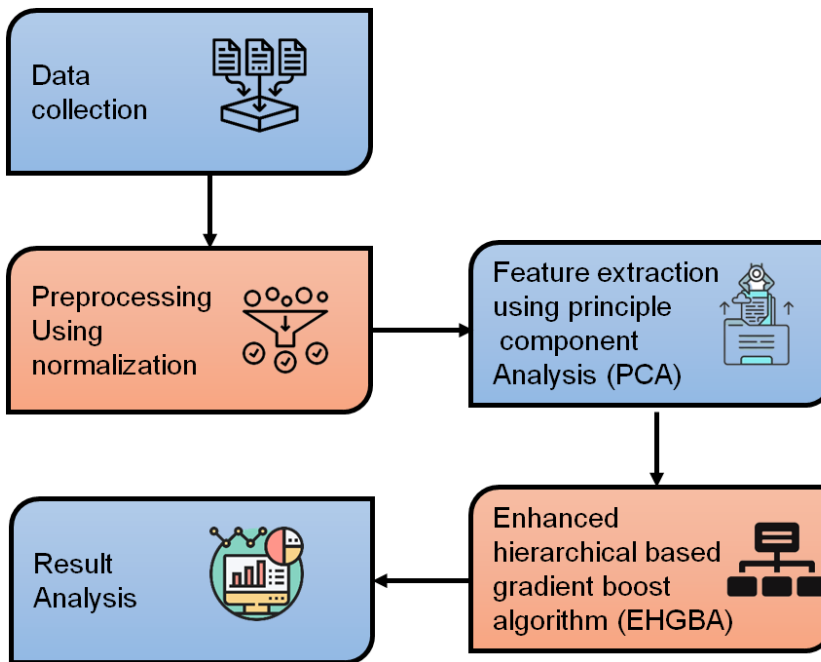 Data
collection
Preprocessing
Using
normalization
Feature extraction
using principle
component
Analysis (PCA)
Enhanced
hierarchical based
gradient boost
algorithm (EHGBA)
Result
Analysis